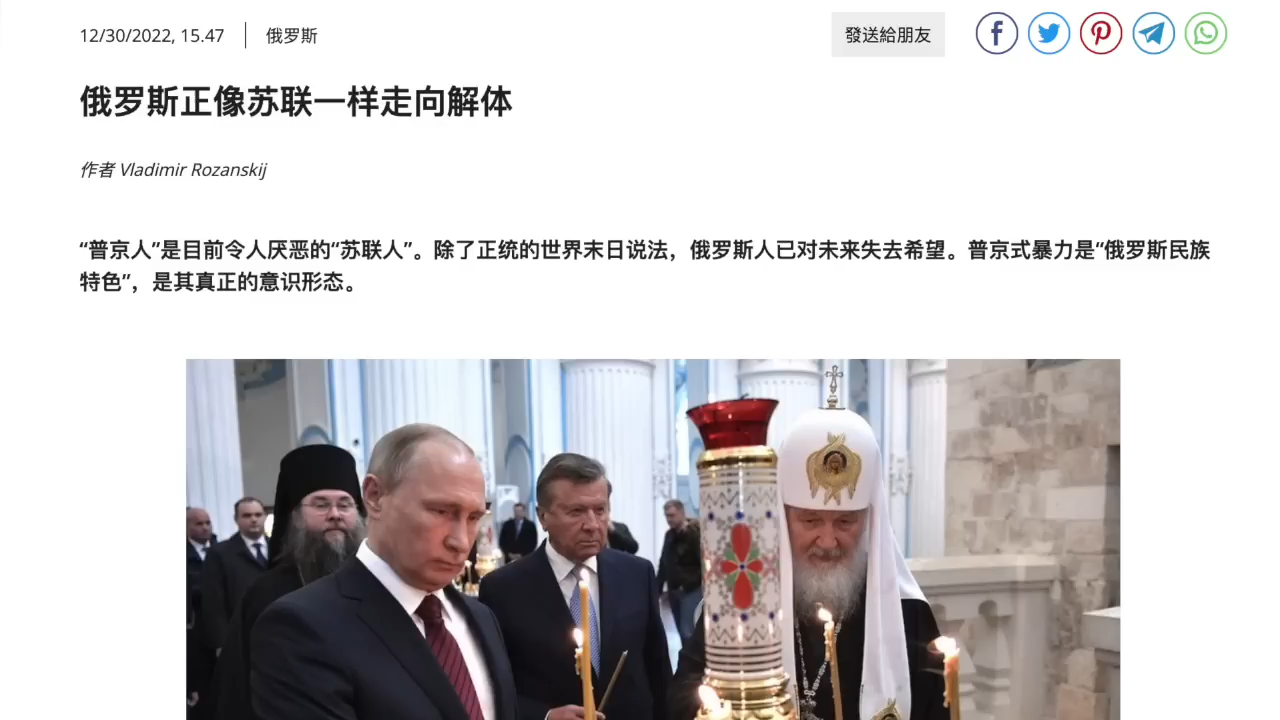 12/30/2022, 15.47 俄罗斯 發送給朋友
俄罗斯正像苏联一样走向解体
作者 Vladimir Rozanskij
“普京人”是目前令人厌恶的“苏联人”。除了正统的世界末日说法，俄罗斯人已对未来失去希望。普京式暴力是“俄罗斯民族
特色”，是其真正的意识形态。